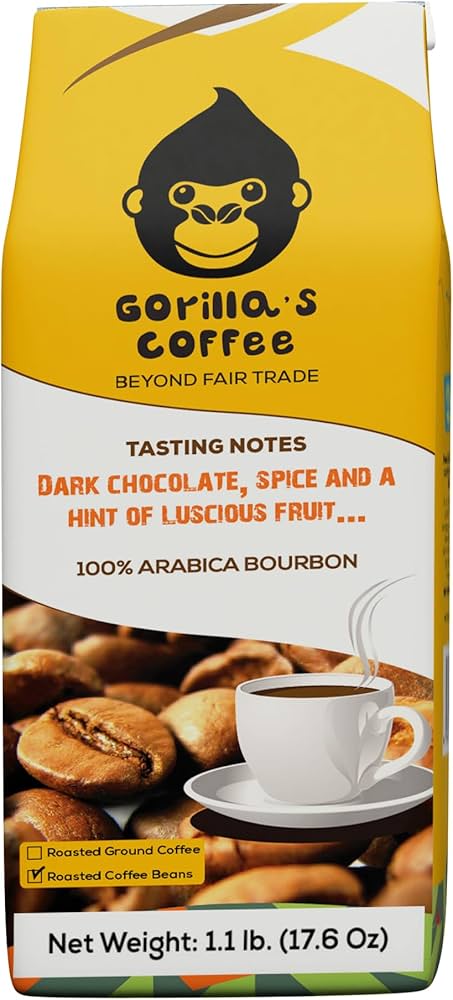 Gorilla's
Coffee
BEYOND FAIR TRADE
TASTING NOTES
DARK CHOCOLATE, SPICE AND A
HINT OF LUSCIOUS FRUIT...
100% ARABICA BOURBON
Roasted Ground Coffee
Roasted Coffee Beans
Net Weight: 1.1 lb. (17.6 Oz)